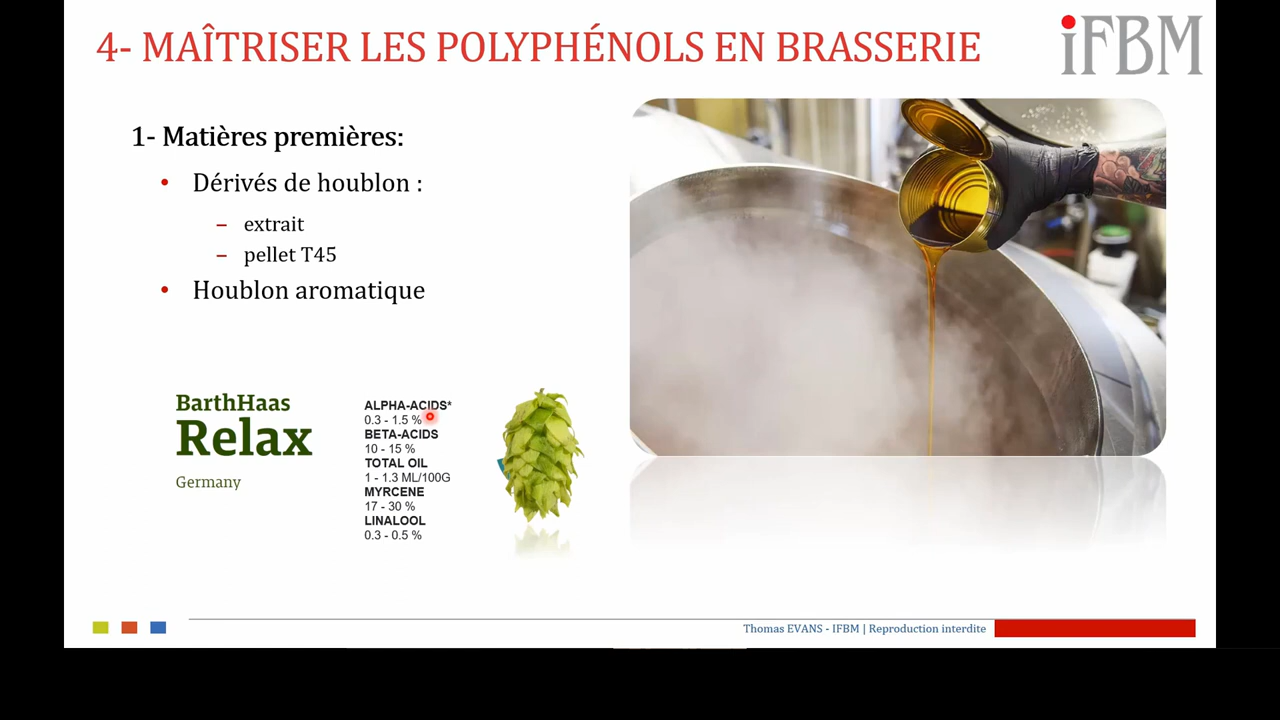 4- MAÎTRISER LES POLYPHÉNOLS EN BRASSERIE
iFBM
1- Matières premières:
• Dérivés de houblon :
– extrait
– pellet T45
• Houblon aromatique
BarthHaas
Relax
Germany
ALPHA-ACIDS*
0.3 - 1.5 %
BETA-ACIDS
10 - 15 %
TOTAL OIL
1 - 1.3 ML/100G
MYRCENE
17 - 30 %
LINALOOL
0.3 - 0.5 %
Thomas EVANS - IFBM | Reproduction interdite